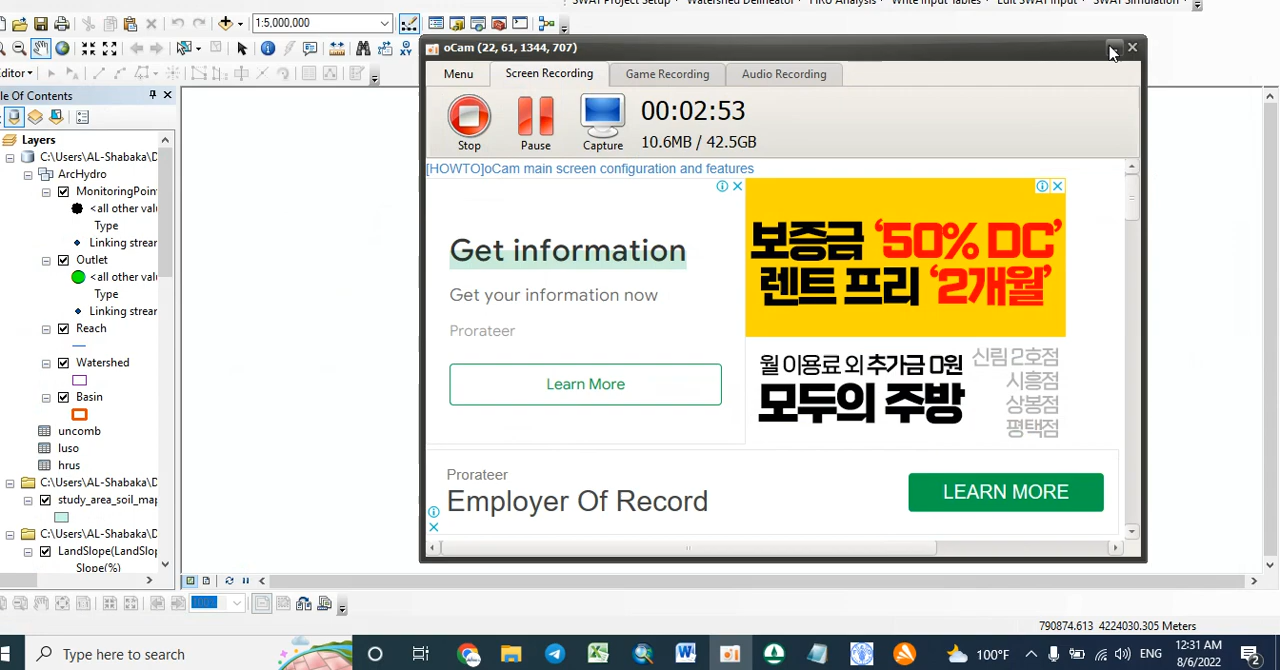 SWAT Project Setup Watershed Delineator HRU Analysis Write Input Tables Edit SWAT Input SWAT Simulation
1:5,000,000
ditor
able Of Contents
Layers
C:\Users\AL-Shabaka\D
ArcHydro
MonitoringPoin
<all other valu
Type
Linking stream
Outlet
<all other valu
Type
Linking stream
Reach
Watershed
Basin
uncomb
luso
hrus
C:\Users\AL-Shabaka\D
study_area_soil_map
C:\Users\AL-Shabaka\D
LandSlope(LandSlop
Slope(%)
oCam (22, 61, 1344, 707)
Menu Screen Recording Game Recording Audio Recording
Stop Pause Capture
00:02:53
10.6MB / 42.5GB
[HOWTO]oCam main screen configuration and features
Get information
Get your information now
Prorateer
Learn More
보증금 '50% DC'
렌트 프리 '2개월'
월 이용료 외 추가금 0원
모두의 주방
신림 2호점
시흥점
상봉점
평택점
Prorateer
Employer Of Record
LEARN MORE
790874.613 4224030.305 Meters
Type here to search
100°F
ENG
12:31 AM
8/6/2022
2